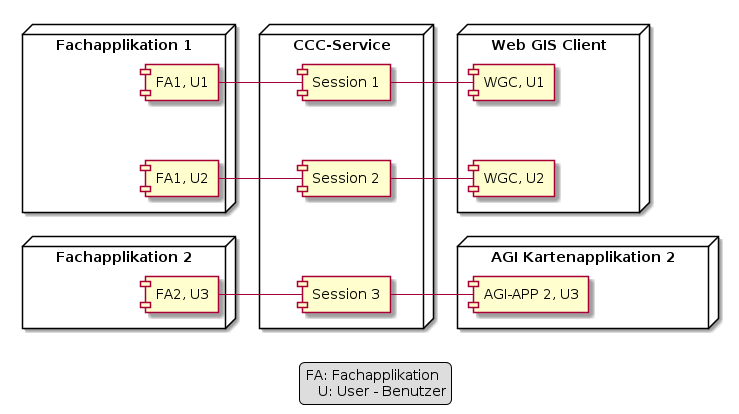 Fachapplikation 1
CCC-Service
Web GIS Client
FA1, U1
Session 1
WGC, U1
FA1, U2
Session 2
WGC, U2
Fachapplikation 2
AGI Kartenapplikation 2
FA2, U3
Session 3
AGI-APP 2, U3
FA: Fachapplikation
U: User - Benutzer